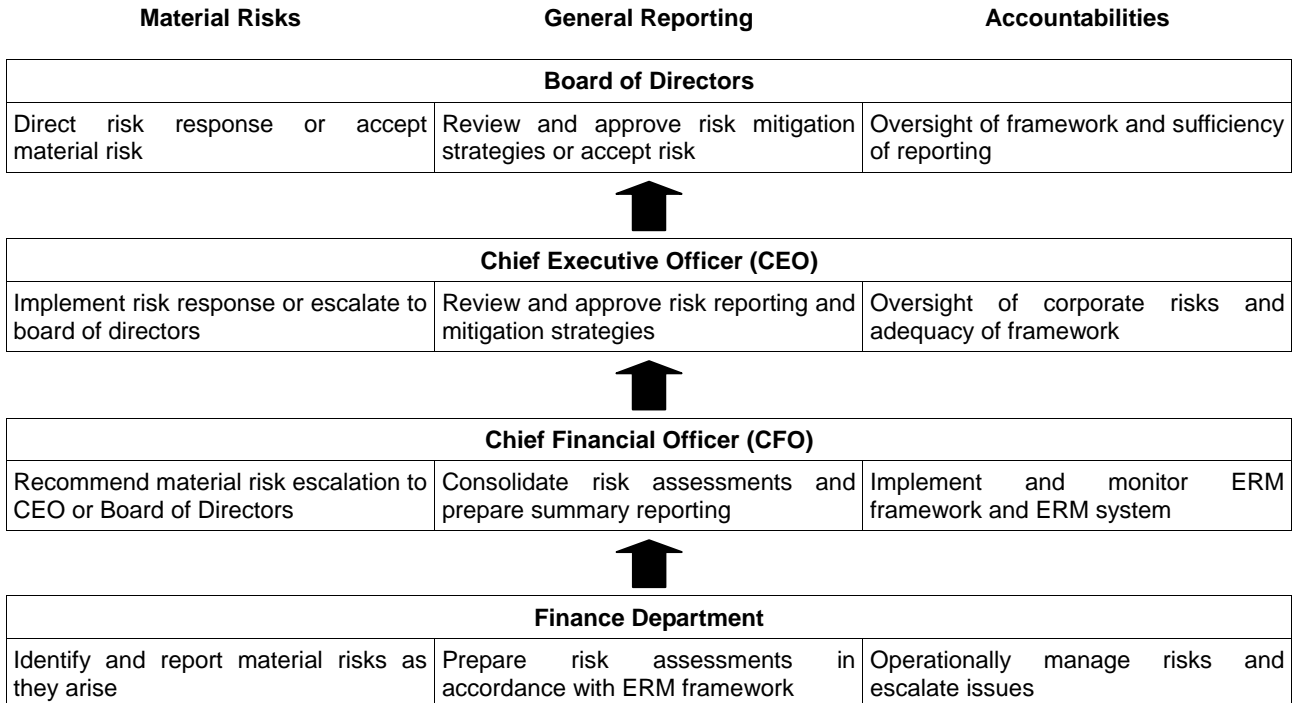 Material Risks General Reporting Accountabilities
Board of Directors
Direct risk response or accept material risk
Review and approve risk mitigation strategies or accept risk
Oversight of framework and sufficiency of reporting
Chief Executive Officer (CEO)
Implement risk response or escalate to board of directors
Review and approve risk reporting and mitigation strategies
Oversight of corporate risks and adequacy of framework
Chief Financial Officer (CFO)
Recommend material risk escalation to CEO or Board of Directors
Consolidate risk assessments and prepare summary reporting
Implement and monitor ERM framework and ERM system
Finance Department
Identify and report material risks as they arise
Prepare risk assessments in accordance with ERM framework
Operationally manage risks and escalate issues